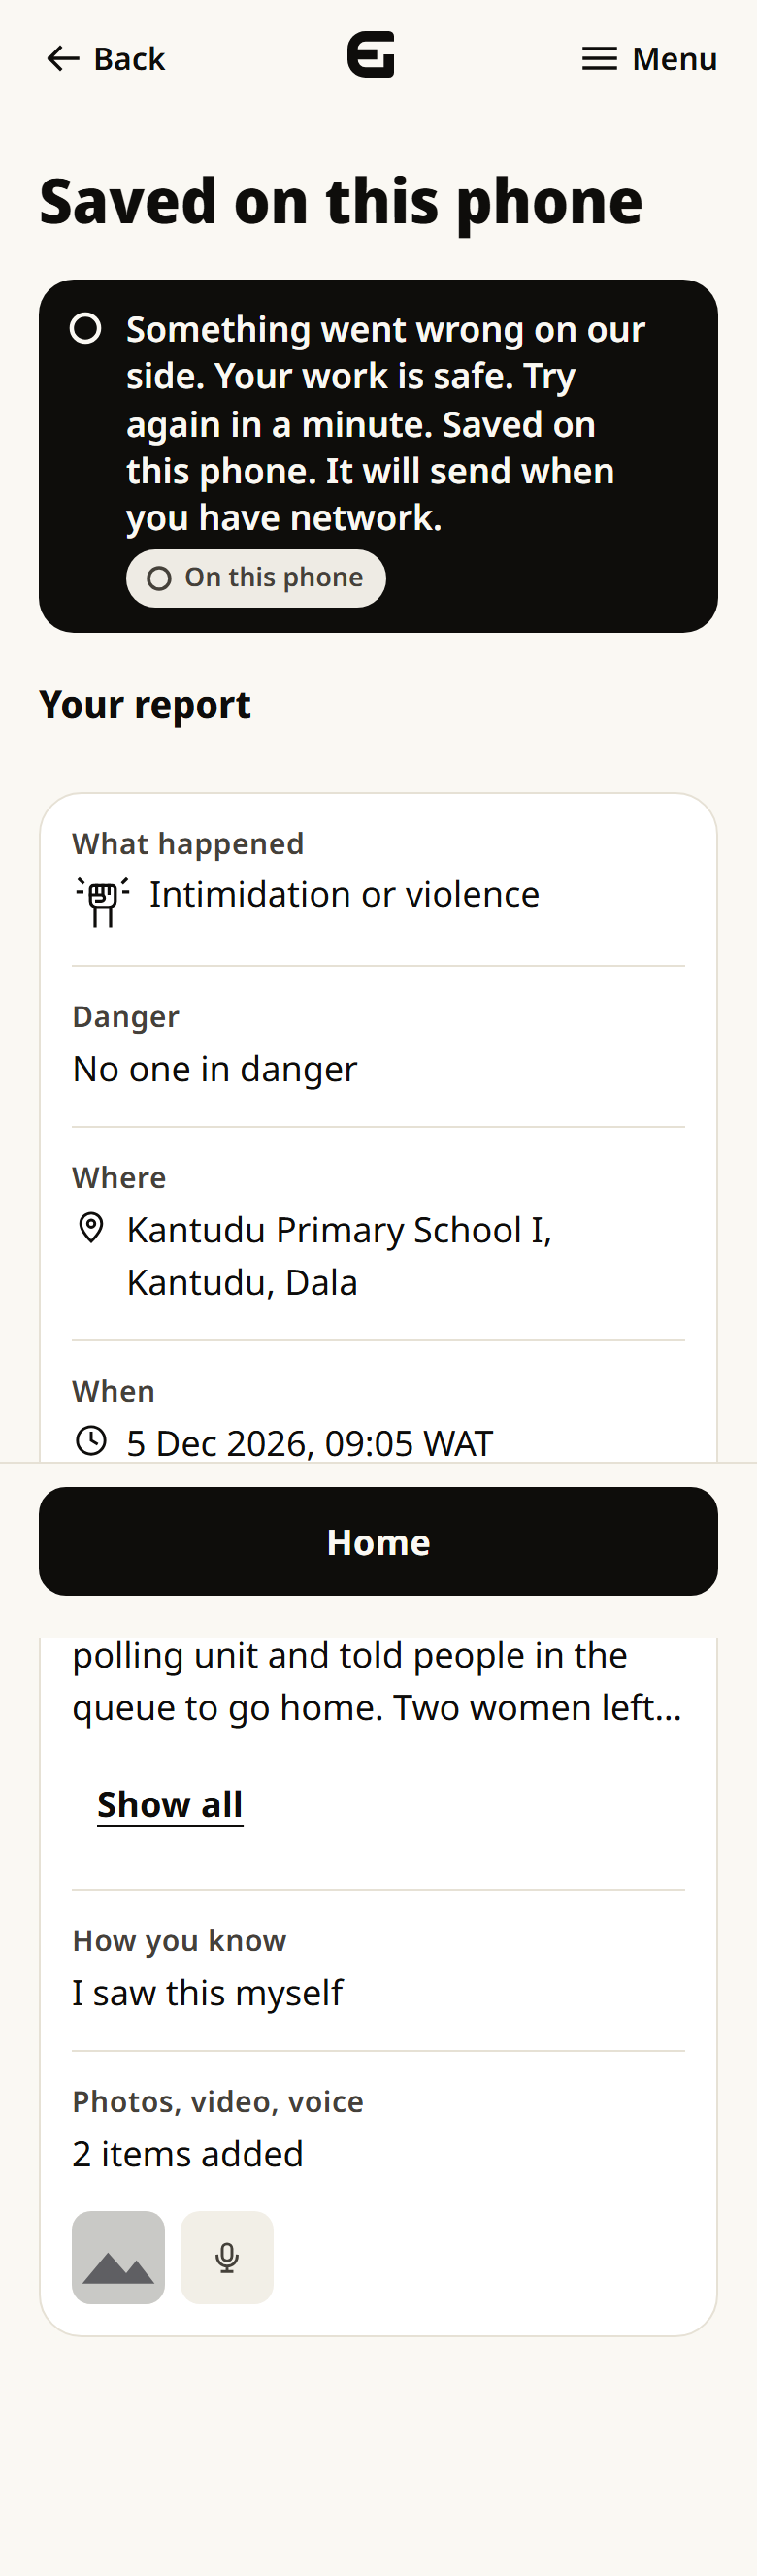 Back
Menu
Saved on this phone
Something went wrong on our
side. Your work is safe. Try
again in a minute. Saved on
this phone. It will send when
you have network.
On this phone
Your report
What happened
Intimidation or violence
Danger
No one in danger
Where
Kantudu Primary School I,
Kantudu, Dala
When
5 Dec 2026, 09:05 WAT
Home
polling unit and told people in the
queue to go home. Two women left...
Show all
How you know
I saw this myself
Photos, video, voice
2 items added